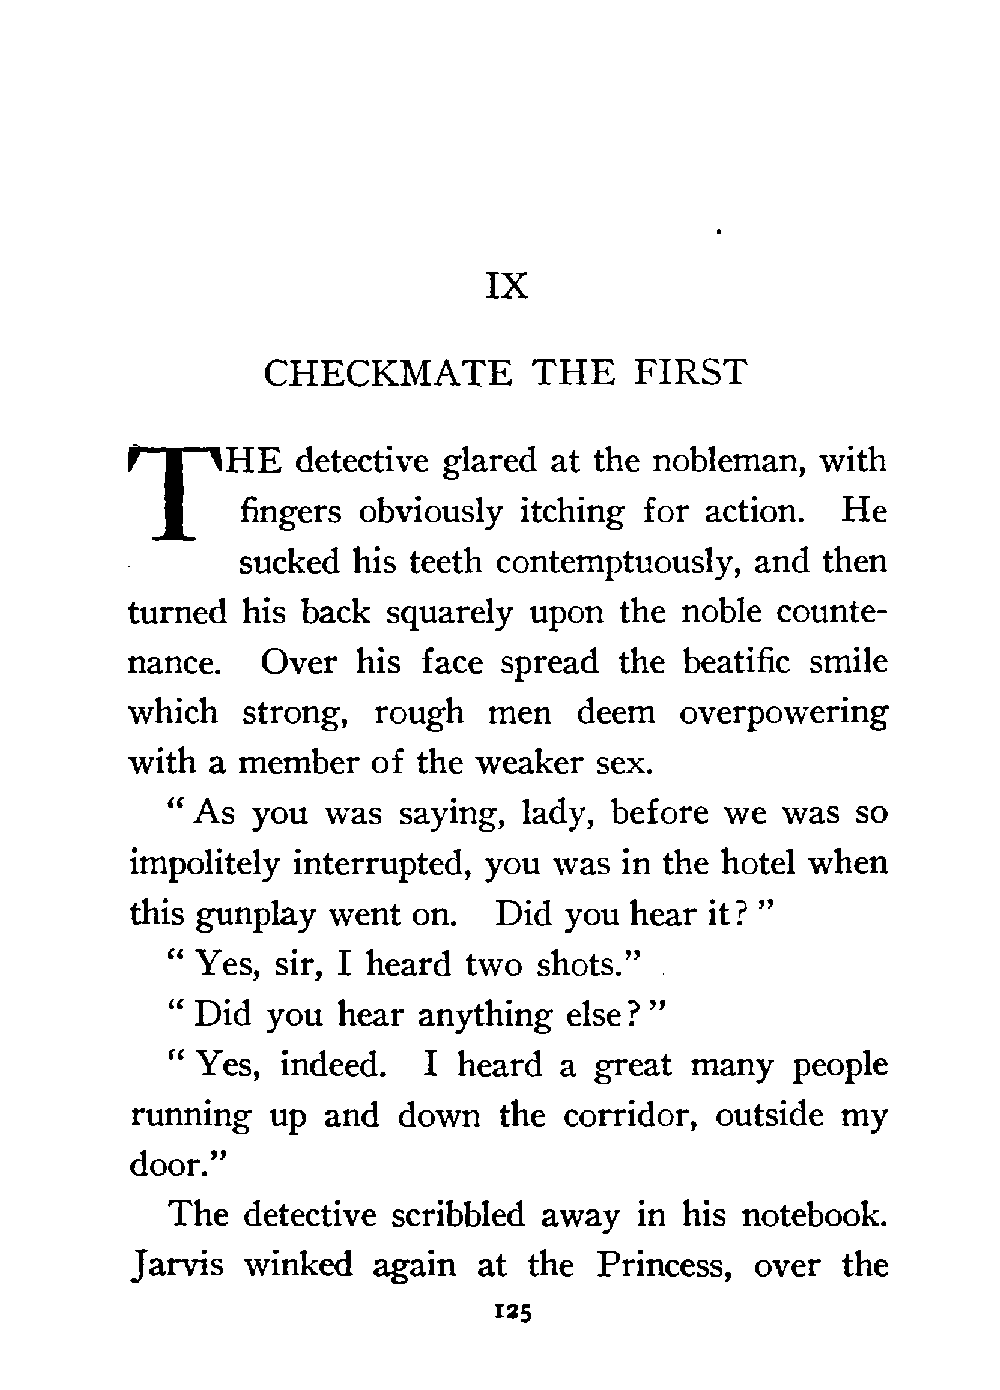 IX
CHECKMATE THE FIRST
THE detective glared at the nobleman, with
fingers obviously itching for action. He
sucked his teeth contemptuously, and then
turned his back squarely upon the noble counte-
nance. Over his face spread the beatific smile
which strong, rough men deem overpowering
with a member of the weaker sex.
“ As you was saying, lady, before we was so
impolitely interrupted, you was in the hotel when
this gunplay went on. Did you hear it? ”
“ Yes, sir, I heard two shots.”
“ Did you hear anything else? ”
“ Yes, indeed. I heard a great many people
running up and down the corridor, outside my
door.”
The detective scribbled away in his notebook.
Jarvis winked again at the Princess, over the
125